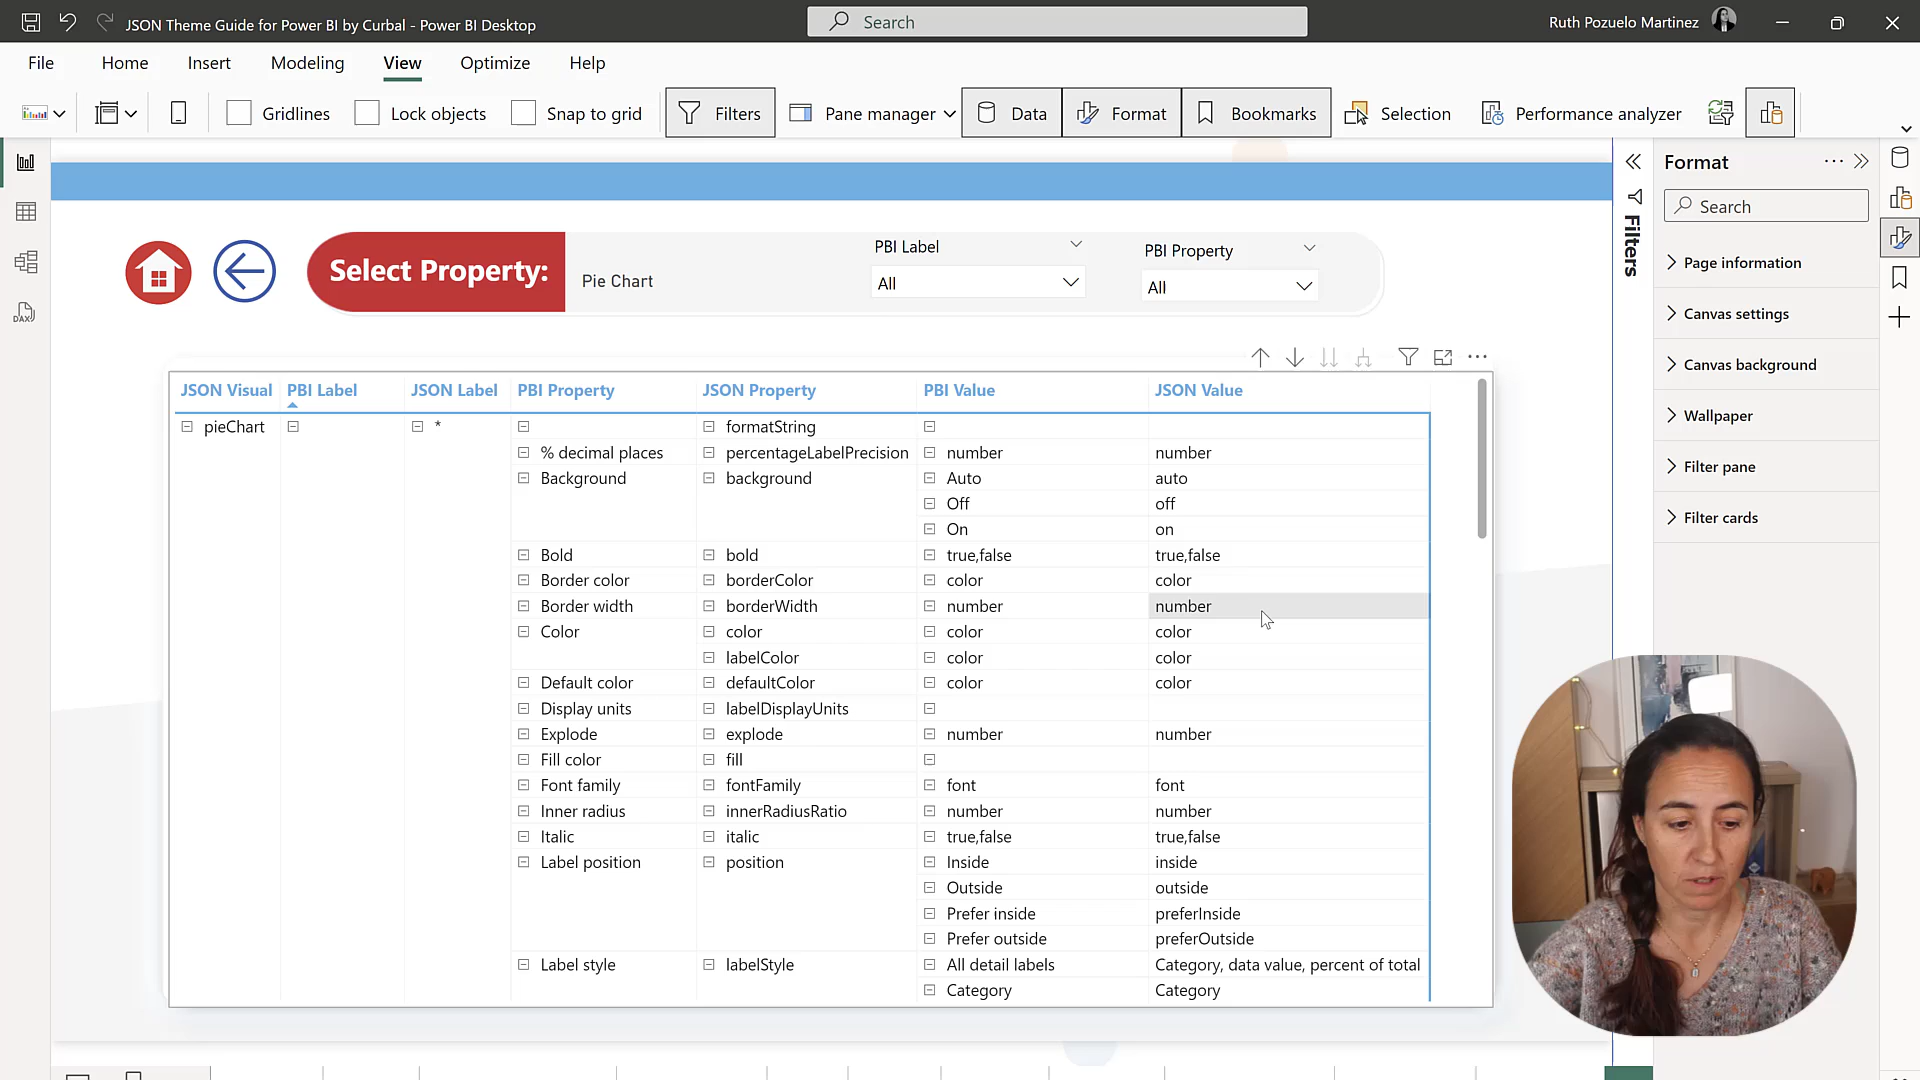 JSON Theme Guide for Power BI by Curbal - Power BI Desktop
Search
Ruth Pozuelo Martinez
File Home Insert Modeling View Optimize Help
Gridlines Lock objects Snap to grid Filters Pane manager Data Format Bookmarks Selection Performance analyzer
Select Property:
Pie Chart
PBI Label
All
PBI Property
All
JSON Visual PBI Label JSON Label PBI Property JSON Property PBI Value JSON Value
pieChart * formatString
% decimal places percentageLabelPrecision number number
Background background Auto auto
Off off
On on
Bold bold true,false true,false
Border color borderColor color color
Border width borderWidth number number
Color color color color
labelColor color color
Default color defaultColor color color
Display units labelDisplayUnits
Explode explode number number
Fill color fill
Font family fontFamily font font
Inner radius innerRadiusRatio number number
Italic italic true,false true,false
Label position position Inside inside
Outside outside
Prefer inside preferInside
Prefer outside preferOutside
Label style labelStyle All detail labels Category, data value, percent of total
Category Category
Filters
Format
Search
Page information
Canvas settings
Canvas background
Wallpaper
Filter pane
Filter cards
DAX